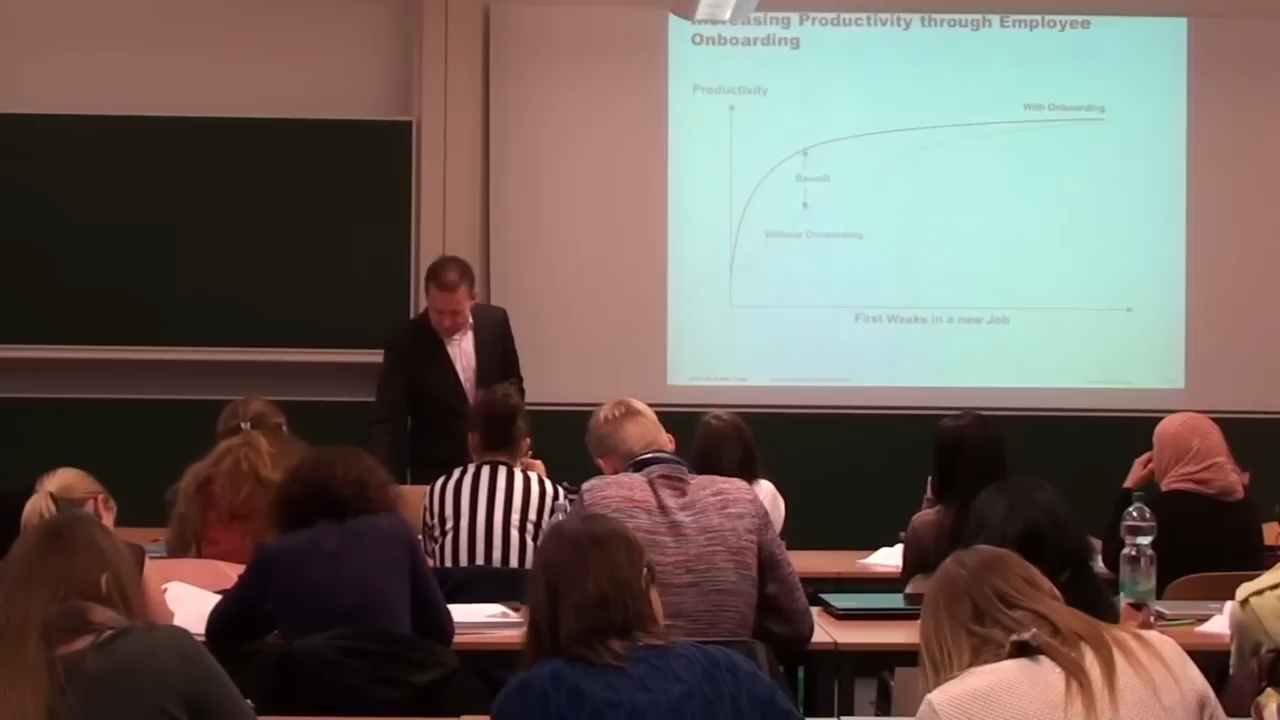 Increasing Productivity through Employee
Onboarding
Productivity
With Onboarding
Benefit
Without Onboarding
First Weeks in a new Job